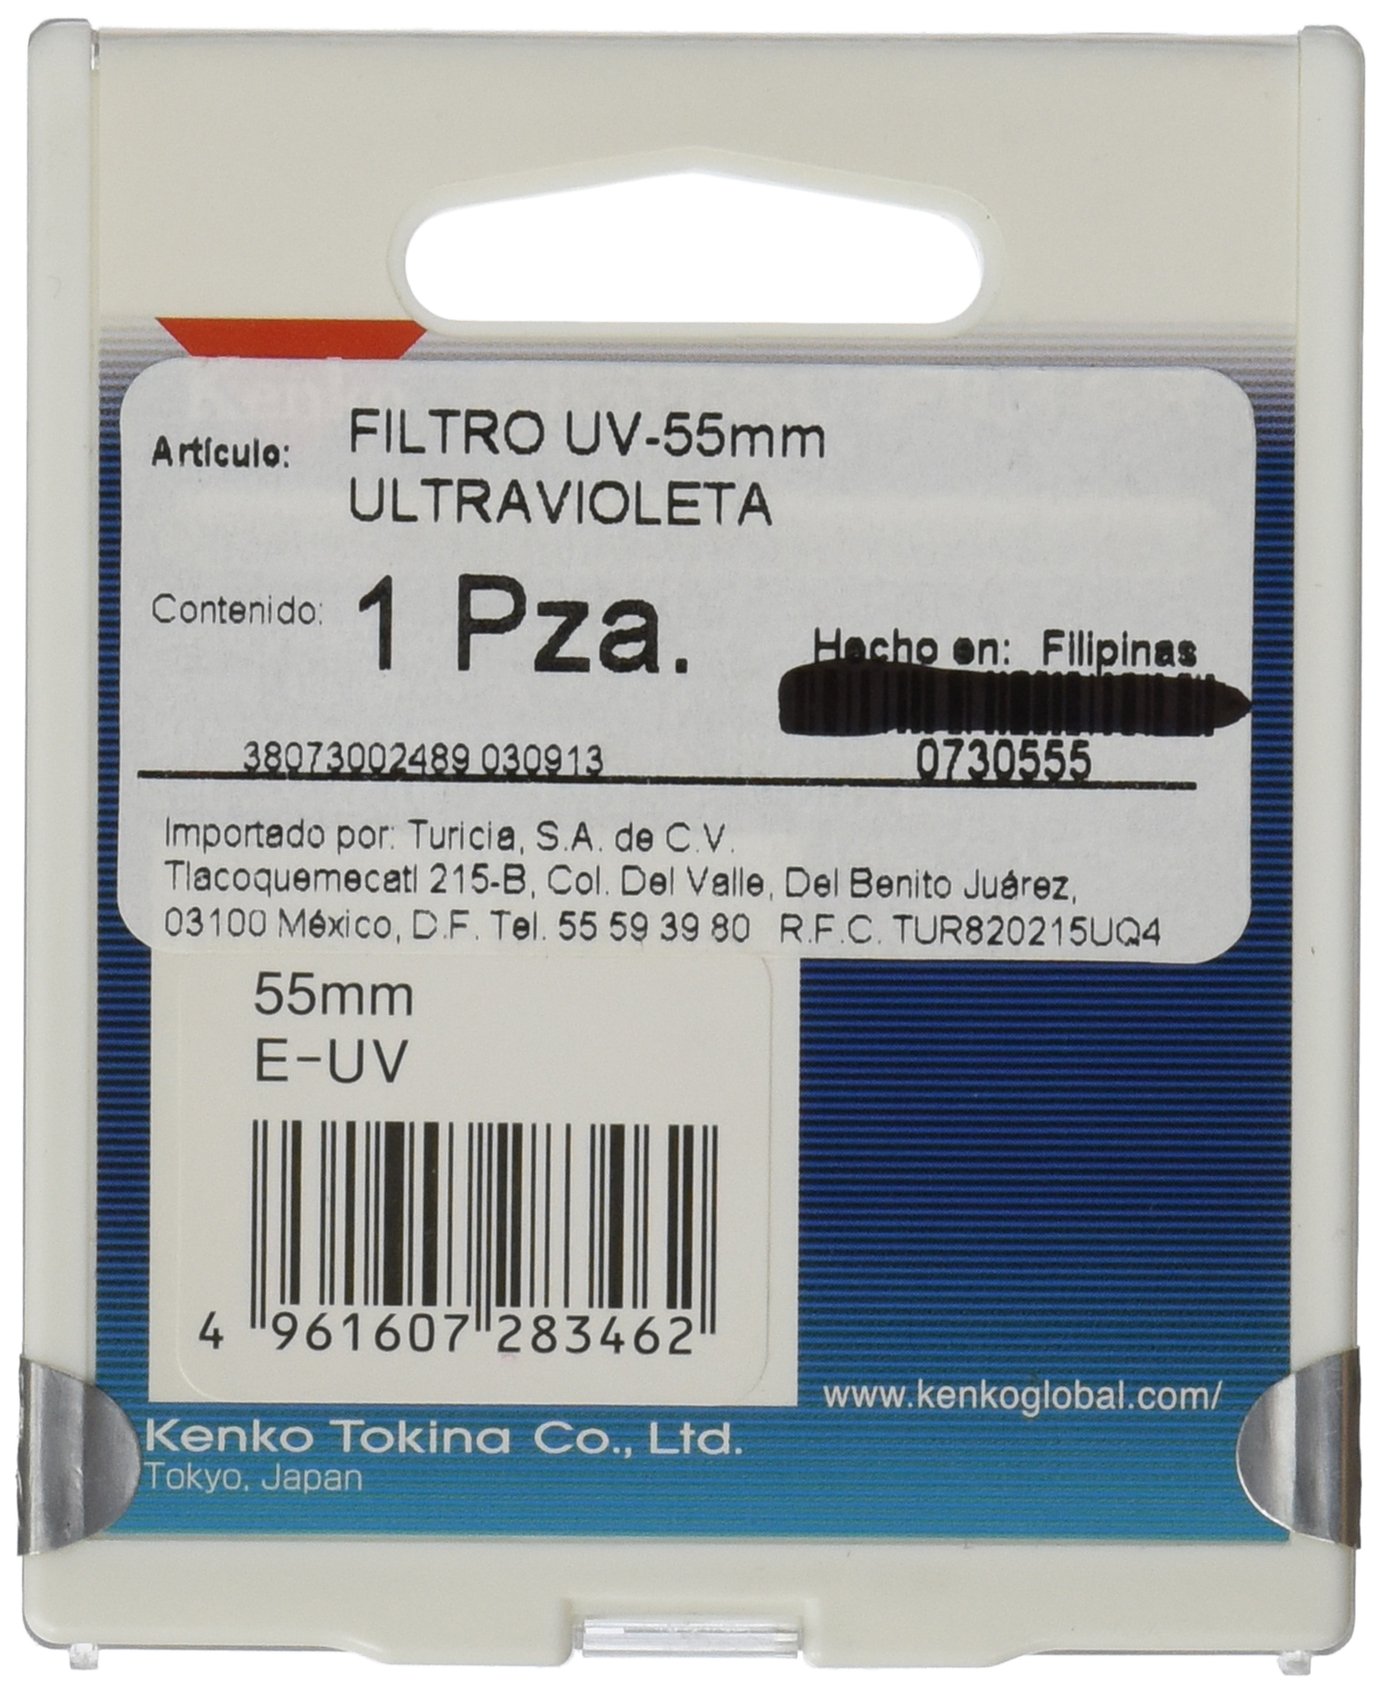 Artículo: FILTRO UV-55mm
ULTRAVIOLETA
Contenido: 1 Pza.
Hecho en: Filipinas
38073002489 030913 0730555
Importado por: Turicia, S.A. de C.V.
Tlacoquemecatl 215-B, Col. Del Valle, Del Benito Juárez,
03100 México, D.F. Tel. 55 59 39 80 R.F.C. TUR820215UQ4
55mm
E-UV
4 961607 283462
www.kenkoglobal.com/
Kenko Tokina Co., Ltd.
Tokyo, Japan